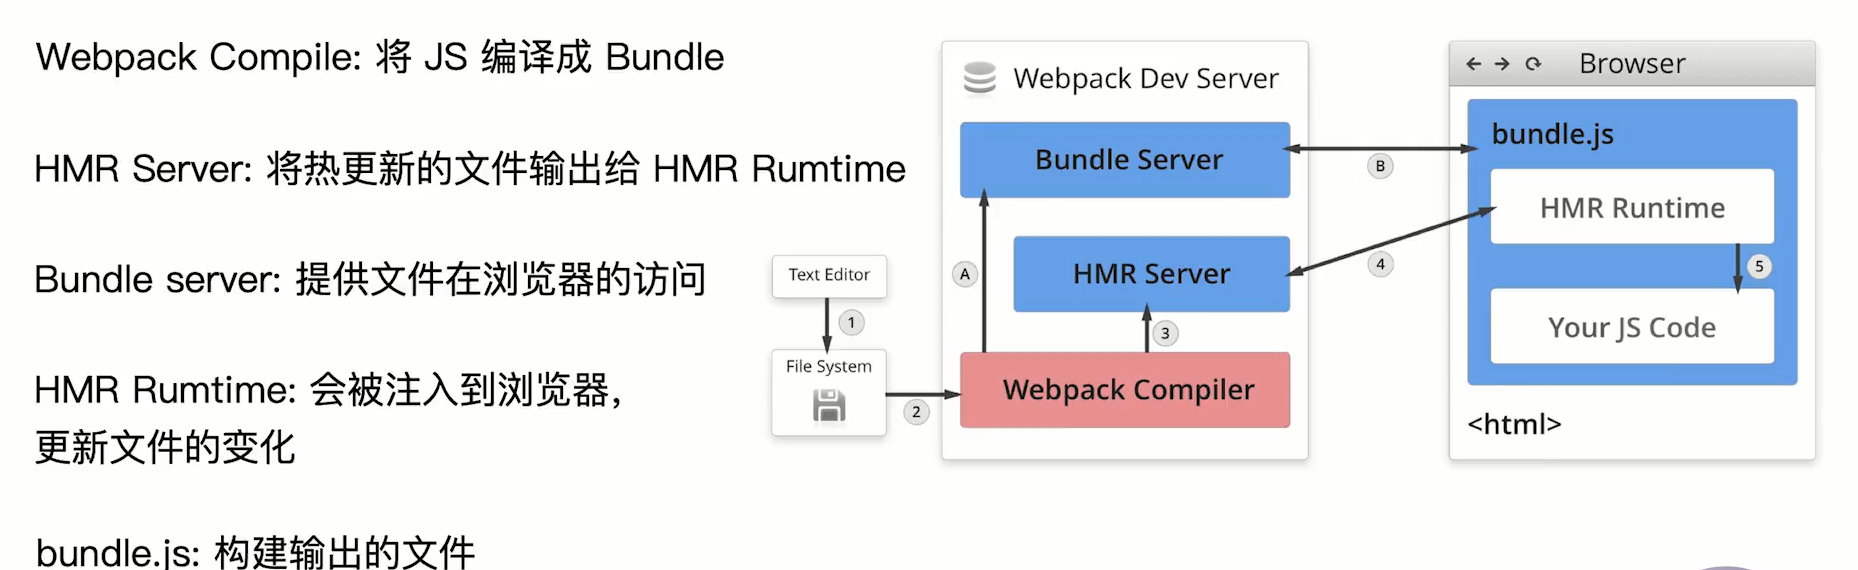 Webpack Compile: 将 JS 编译成 Bundle
HMR Server: 将热更新的文件输出给 HMR Rumtime
Bundle server: 提供文件在浏览器的访问
HMR Rumtime: 会被注入到浏览器，
更新文件的变化
bundle.js: 构建输出的文件
Text Editor
1
File System
2
Webpack Dev Server
Bundle Server
A
HMR Server
3
Webpack Compiler
B
4
Browser
bundle.js
HMR Runtime
5
Your JS Code
<html>